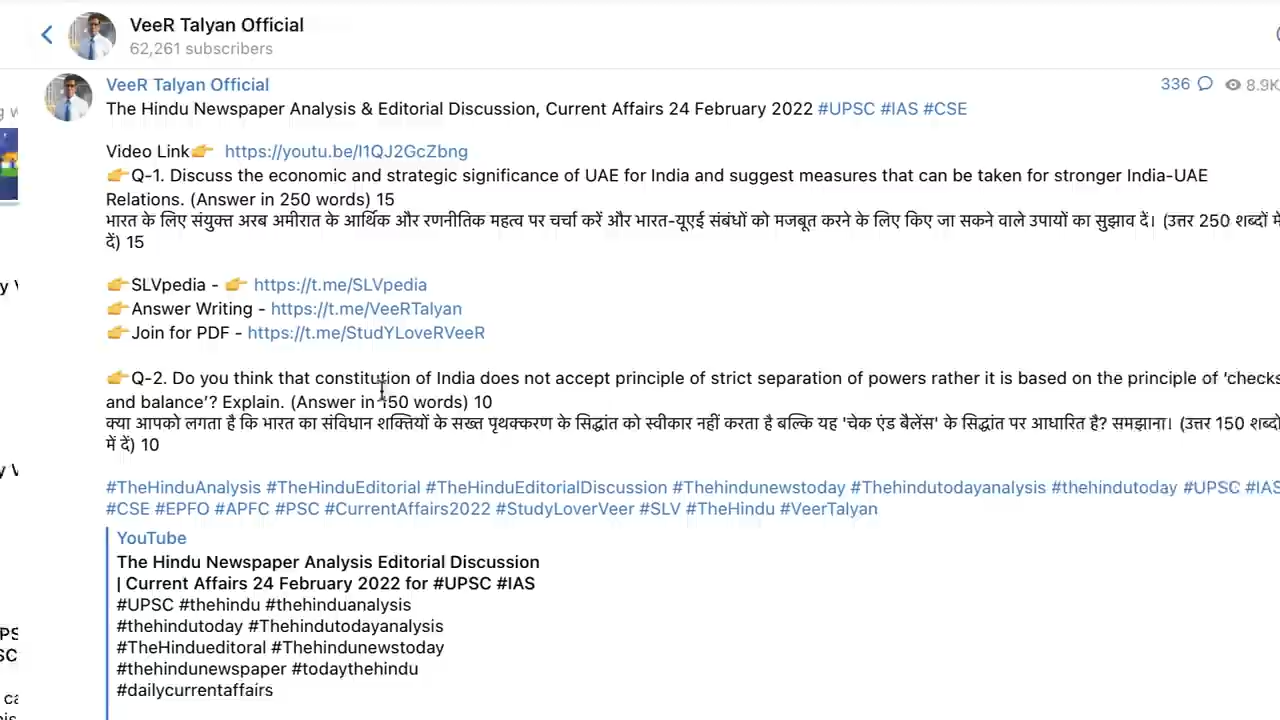 VeeR Talyan Official
62,261 subscribers
VeeR Talyan Official
336
8.9K
The Hindu Newspaper Analysis & Editorial Discussion, Current Affairs 24 February 2022 #UPSC #IAS #CSE
Video Link👉 https://youtu.be/I1QJ2GcZbng
👉Q-1. Discuss the economic and strategic significance of UAE for India and suggest measures that can be taken for stronger India-UAE
Relations. (Answer in 250 words) 15
भारत के लिए संयुक्त अरब अमीरात के आर्थिक और रणनीतिक महत्व पर चर्चा करें और भारत-यूएई संबंधों को मजबूत करने के लिए किए जा सकने वाले उपायों का सुझाव दें। (उत्तर 250 शब्दों में
दें) 15
👉SLVpedia - 👉 https://t.me/SLVpedia
👉Answer Writing - https://t.me/VeeRTalyan
👉Join for PDF - https://t.me/StudYLoveRVeeR
👉Q-2. Do you think that constitution of India does not accept principle of strict separation of powers rather it is based on the principle of ‘checks
and balance’? Explain. (Answer in 150 words) 10
क्या आपको लगता है कि भारत का संविधान शक्तियों के सख्त पृथक्करण के सिद्धांत को स्वीकार नहीं करता है बल्कि यह 'चेक एंड बैलेंस' के सिद्धांत पर आधारित है? समझाना। (उत्तर 150 शब्दों
में दें) 10
#TheHinduAnalysis #TheHinduEditorial #TheHinduEditorialDiscussion #Thehindunewstoday #Thehindutodayanalysis #thehindutoday #UPSC #IAS
#CSE #EPFO #APFC #PSC #CurrentAffairs2022 #StudyLoverVeer #SLV #TheHindu #VeerTalyan
YouTube
The Hindu Newspaper Analysis Editorial Discussion
| Current Affairs 24 February 2022 for #UPSC #IAS
#UPSC #thehindu #thehinduanalysis
#thehindutoday #Thehindutodayanalysis
#TheHindueditoral #Thehindunewstoday
#thehindunewspaper #todaythehindu
#dailycurrentaffairs